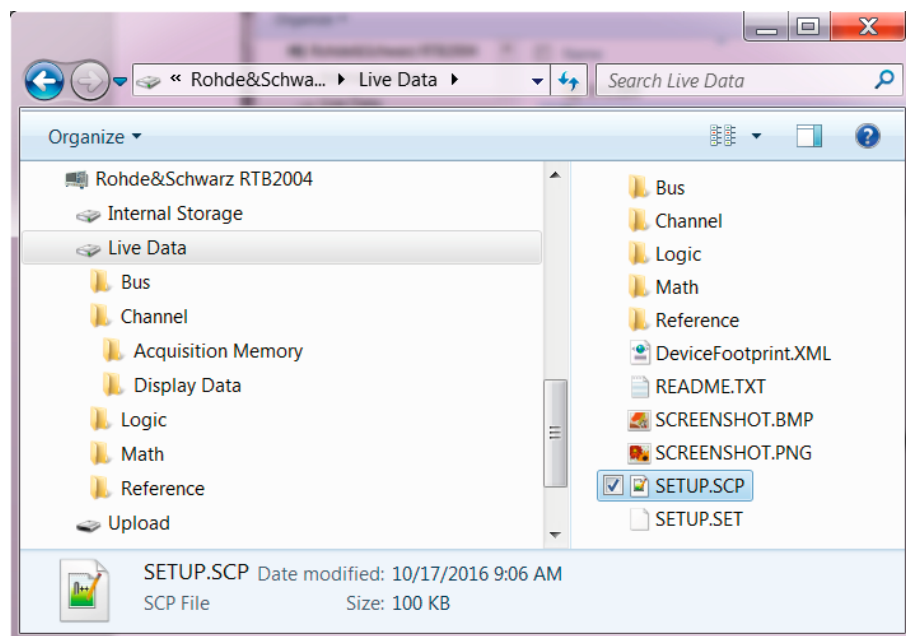 « Rohde&Schwa... Live Data
Search Live Data
Organize
Rohde&Schwarz RTB2004
Internal Storage
Live Data
Bus
Channel
Acquisition Memory
Display Data
Logic
Math
Reference
Upload
Bus
Channel
Logic
Math
Reference
DeviceFootprint.XML
README.TXT
SCREENSHOT.BMP
SCREENSHOT.PNG
SETUP.SCP
SETUP.SET
SETUP.SCP Date modified: 10/17/2016 9:06 AM
SCP File Size: 100 KB